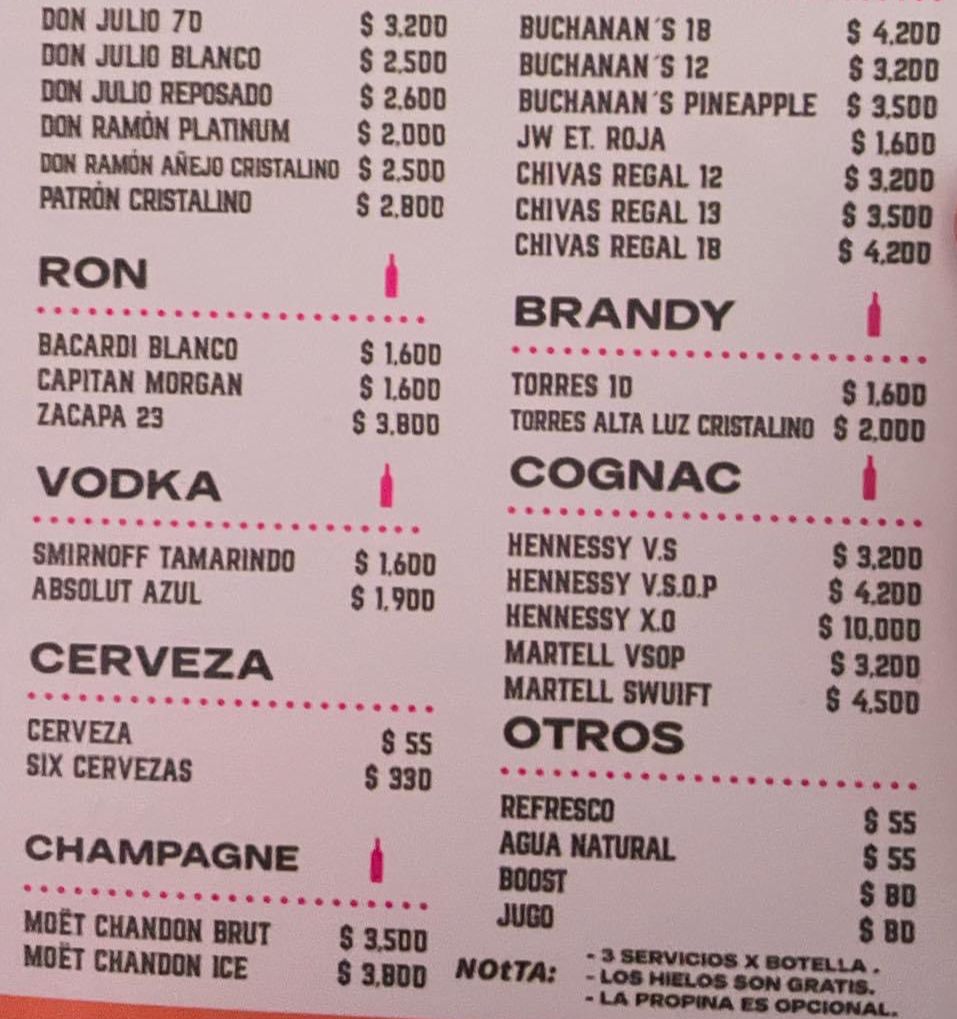 DON JULIO 70 $ 3,200
DON JULIO BLANCO $ 2,500
DON JULIO REPOSADO $ 2,600
DON RAMÓN PLATINUM $ 2,000
DON RAMÓN AÑEJO CRISTALINO $ 2,500
PATRÓN CRISTALINO $ 2,800
RON
BACARDI BLANCO $ 1,600
CAPITAN MORGAN $ 1,600
ZACAPA 23 $ 3,800
VODKA
SMIRNOFF TAMARINDO $ 1,600
ABSOLUT AZUL $ 1,900
CERVEZA
CERVEZA $ 55
SIX CERVEZAS $ 330
CHAMPAGNE
MOËT CHANDON BRUT $ 3,500
MOËT CHANDON ICE $ 3,800
BUCHANAN´S 18 $ 4,200
BUCHANAN´S 12 $ 3,200
BUCHANAN´S PINEAPPLE $ 3,500
JW ET. ROJA $ 1,600
CHIVAS REGAL 12 $ 3,200
CHIVAS REGAL 13 $ 3,500
CHIVAS REGAL 18 $ 4,200
BRANDY
TORRES 10 $ 1,600
TORRES ALTA LUZ CRISTALINO $ 2,000
COGNAC
HENNESSY V.S $ 3,200
HENNESSY V.S.O.P $ 4,200
HENNESSY X.O $ 10,000
MARTELL VSOP $ 3,200
MARTELL SWUIFT $ 4,500
OTROS
REFRESCO $ 55
AGUA NATURAL $ 55
BOOST $ 80
JUGO $ 80
NOtTA: - 3 SERVICIOS X BOTELLA .
- LOS HIELOS SON GRATIS.
- LA PROPINA ES OPCIONAL.